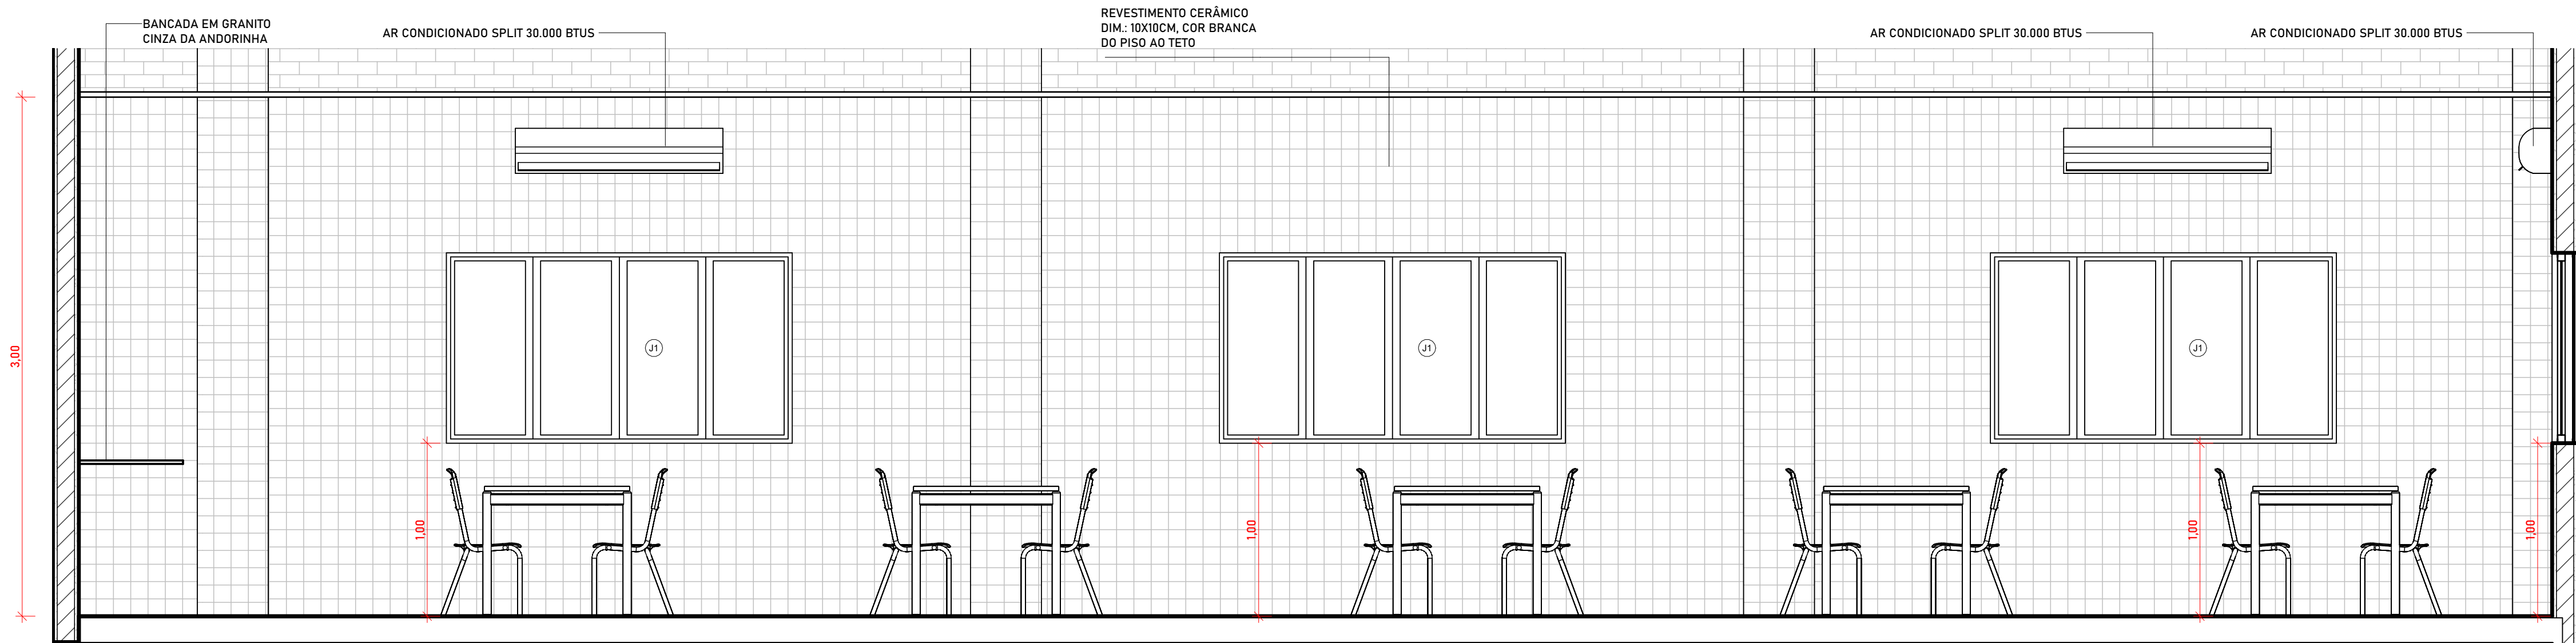 BANCADA EM GRANITO
CINZA DA ANDORINHA
AR CONDICIONADO SPLIT 30.000 BTUS
REVESTIMENTO CERÂMICO
DIM.: 10X10CM, COR BRANCA
DO PISO AO TETO
AR CONDICIONADO SPLIT 30.000 BTUS
AR CONDICIONADO SPLIT 30.000 BTUS
3,00
J1
J1
J1
1,00
1,00
1,00
1,00